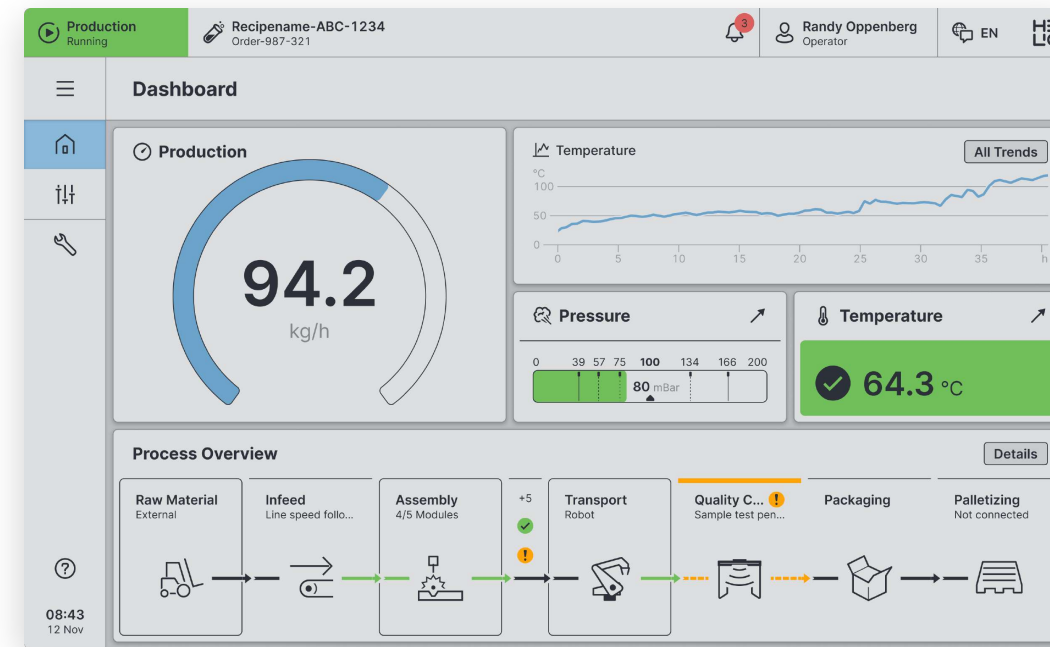 Production
Running
Recipename-ABC-1234
Order-987-321
3
Randy Oppenberg
Operator
EN
Dashboard
Production
94.2
kg/h
Temperature
All Trends
°C
100
50
0
0 5 10 15 20 25 30 35 h
Pressure
0 39 57 75 100 134 166 200
80 mBar
Temperature
64.3 °C
Process Overview
Details
Raw Material
External
Infeed
Line speed follo...
Assembly
4/5 Modules
+5
Transport
Robot
Quality C...
Sample test pen...
Packaging
Palletizing
Not connected
08:43
12 Nov